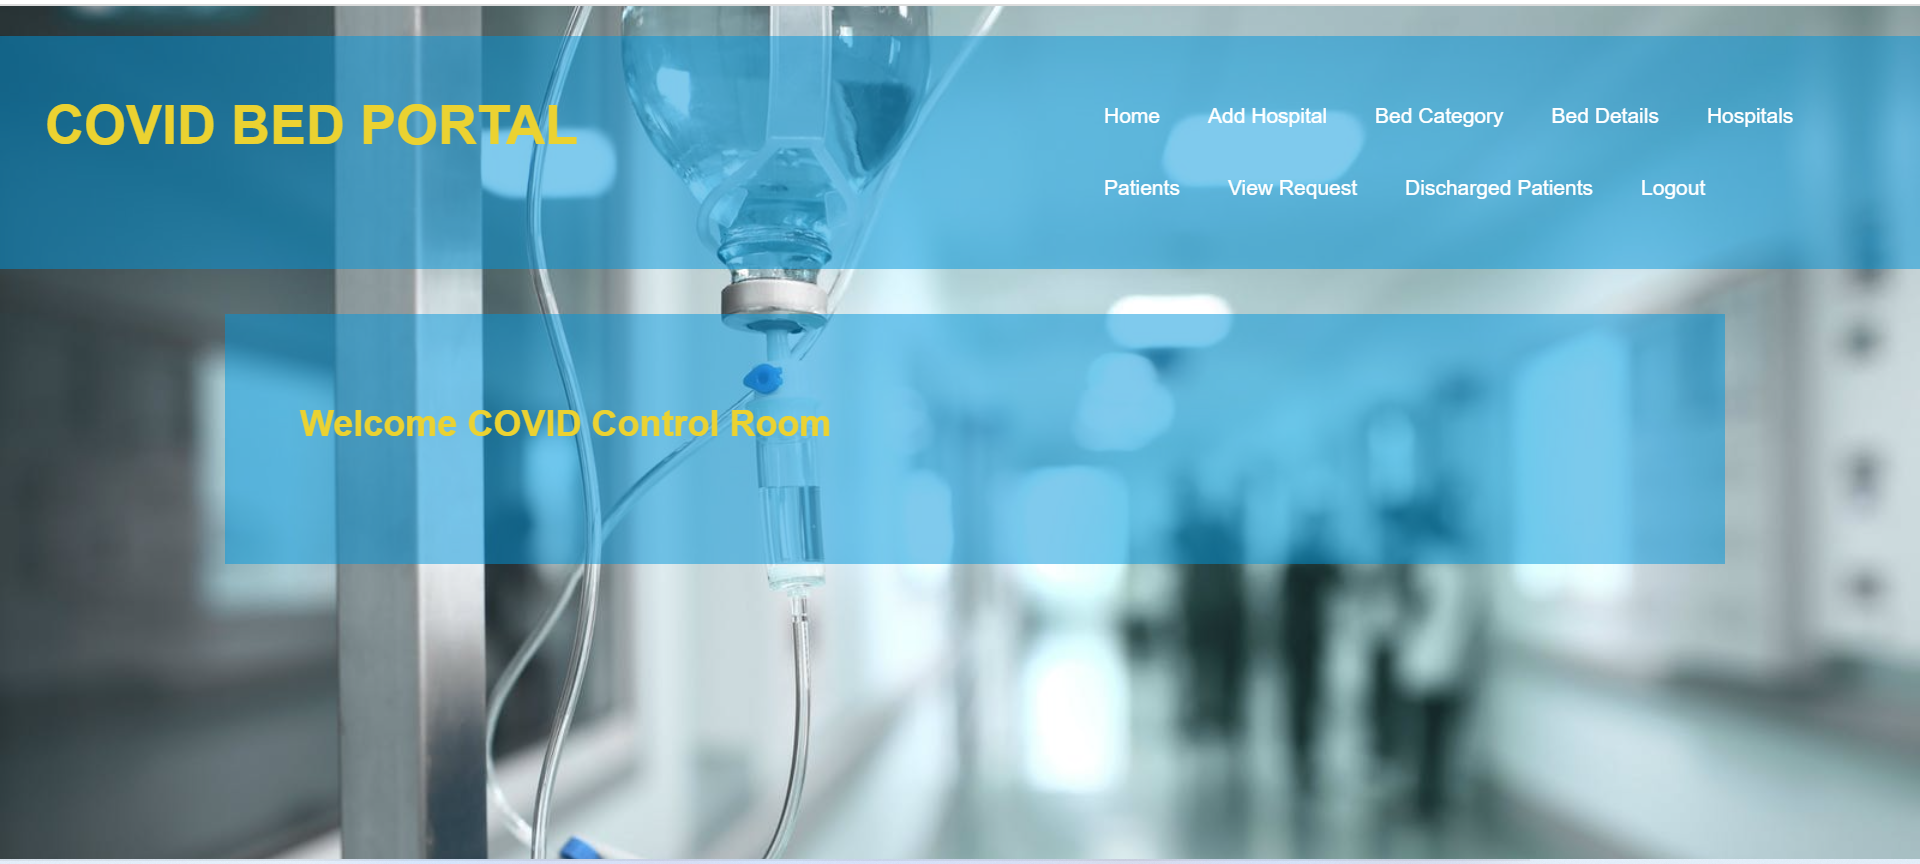 COVID BED PORTAL
Home Add Hospital Bed Category Bed Details Hospitals
Patients View Request Discharged Patients Logout
Welcome COVID Control Room